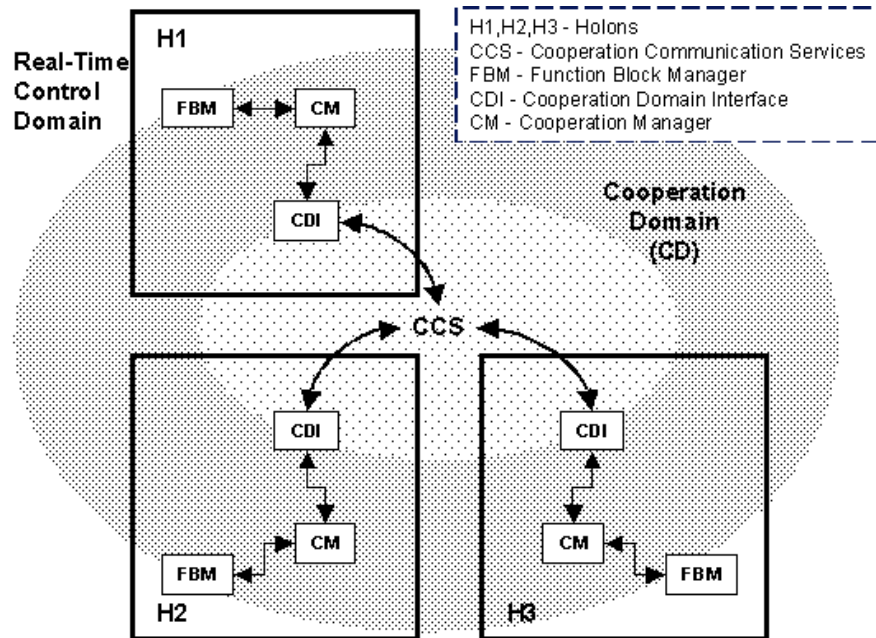 H1
H1,H2,H3 - Holons
CCS - Cooperation Communication Services
FBM - Function Block Manager
CDI - Cooperation Domain Interface
CM - Cooperation Manager
Real-Time
Control
Domain
FBM
CM
CDI
Cooperation
Domain
(CD)
CCS
CDI
CM
FBM
H2
CDI
CM
FBM
H3